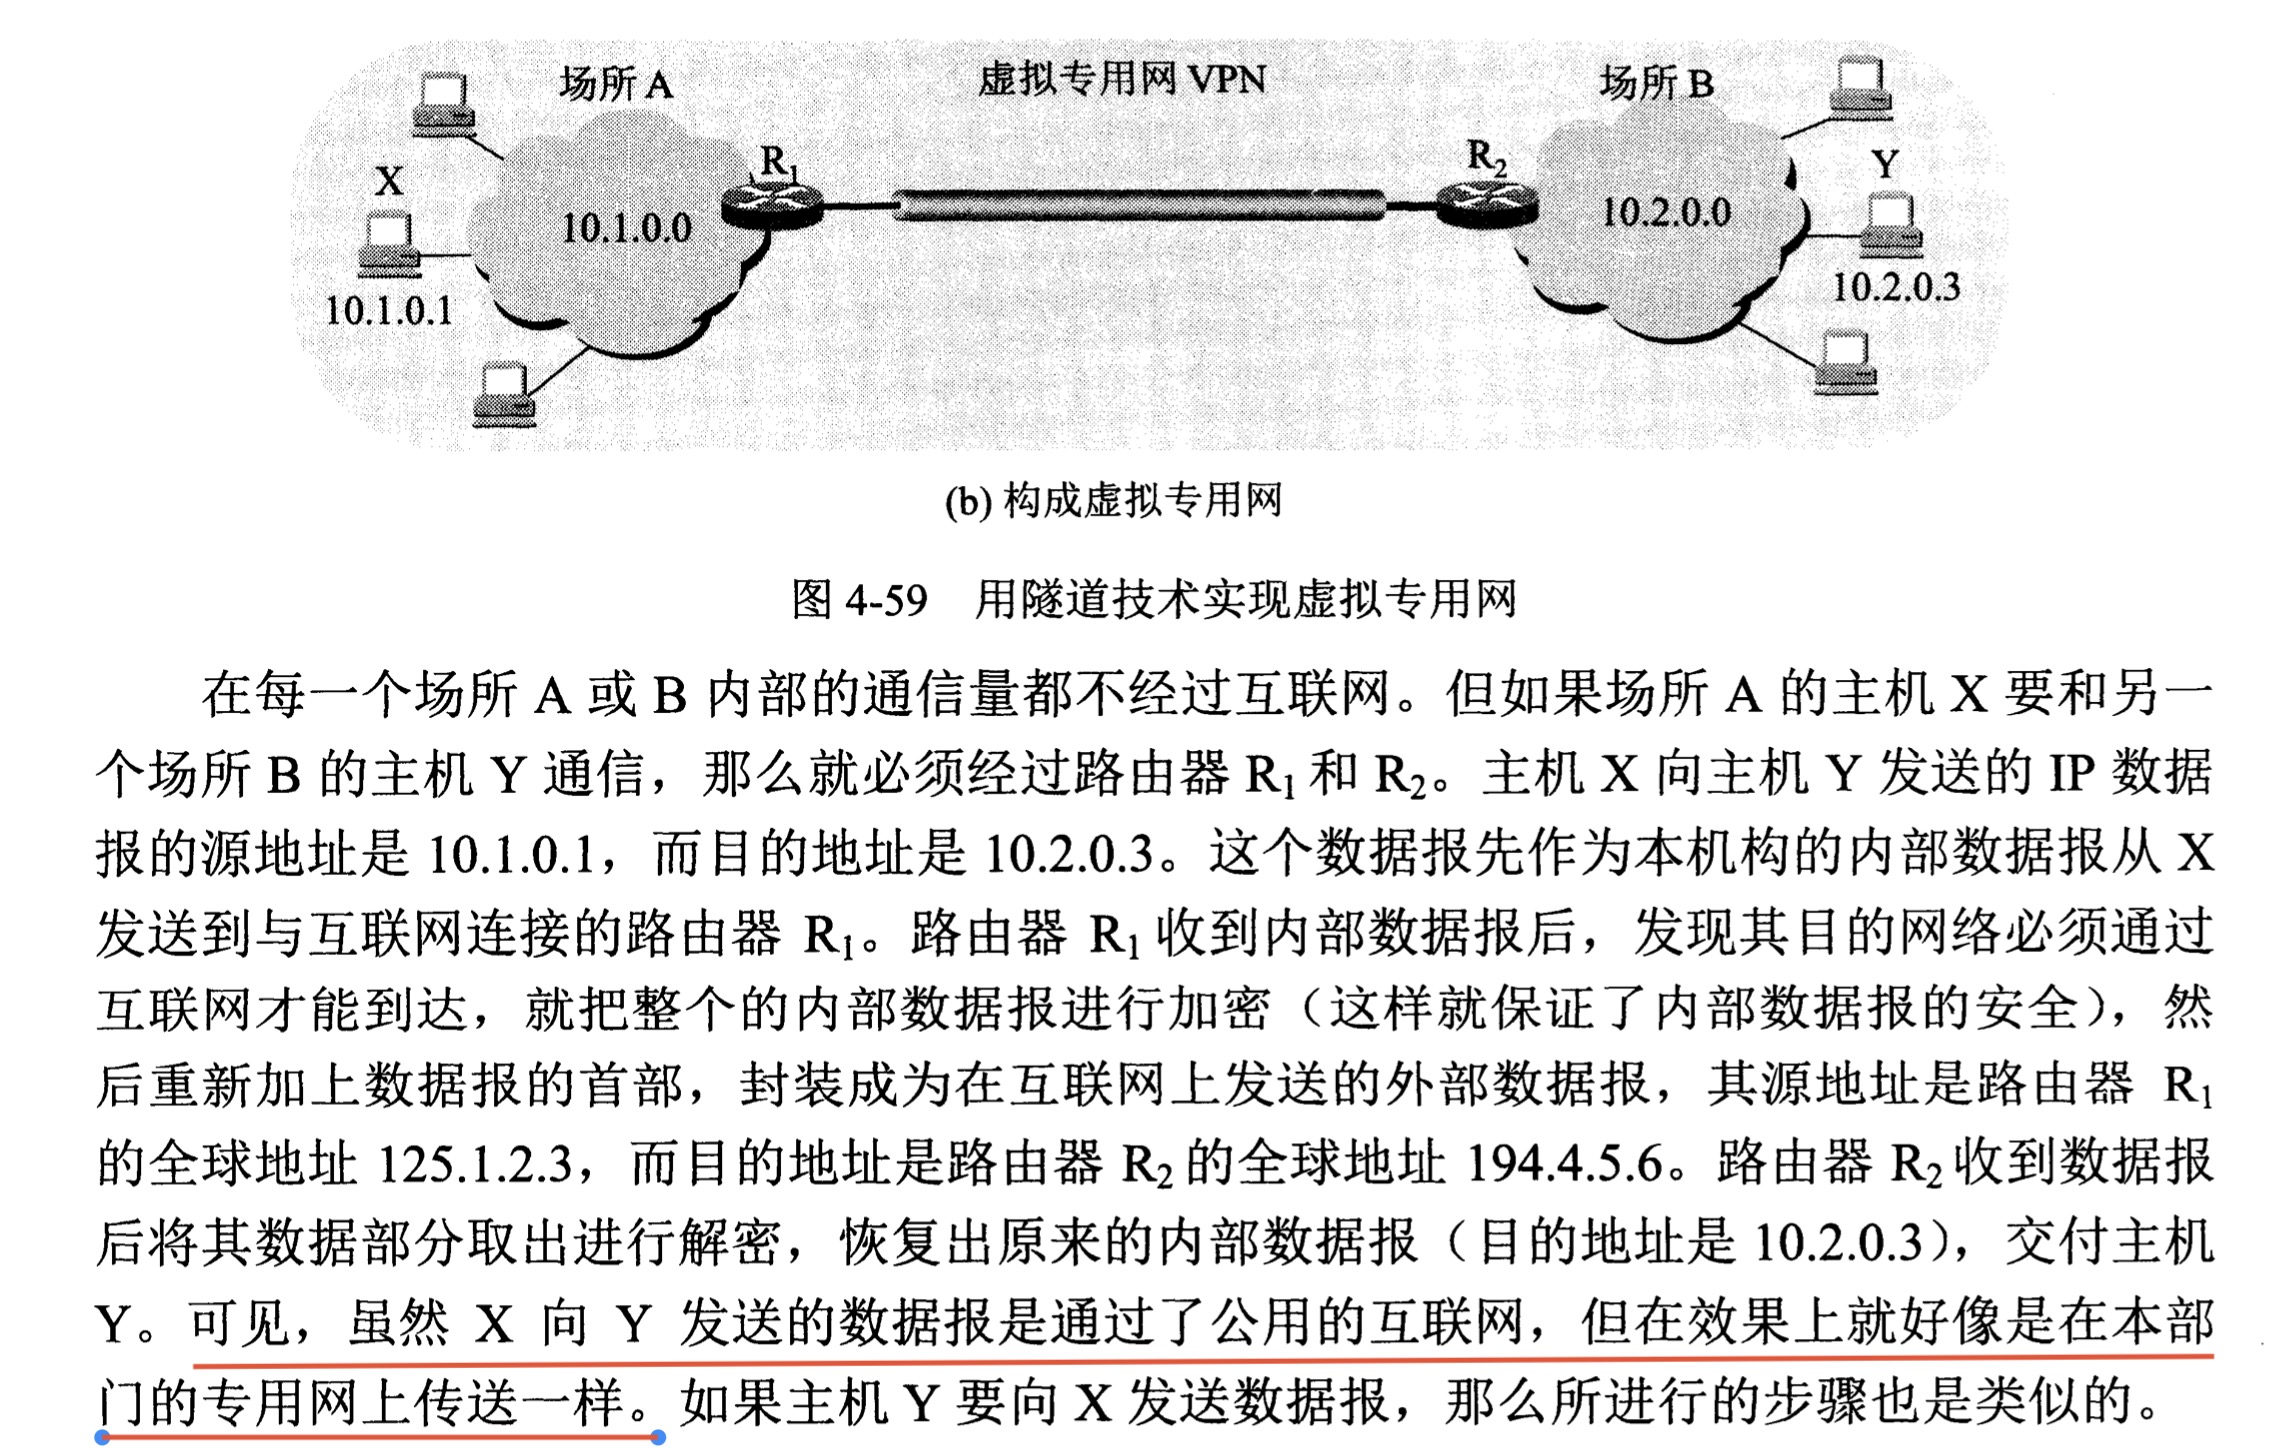 场所 A
虚拟专用网 VPN
场所 B
X
R₁
R₂
Y
10.1.0.0
10.2.0.0
10.1.0.1
10.2.0.3
(b) 构成虚拟专用网
图 4-59 用隧道技术实现虚拟专用网
在每一个场所 A 或 B 内部的通信量都不经过互联网。但如果场所 A 的主机 X 要和另一
个场所 B 的主机 Y 通信，那么就必须经过路由器 R₁ 和 R₂。主机 X 向主机 Y 发送的 IP 数据
报的源地址是 10.1.0.1，而目的地址是 10.2.0.3。这个数据报先作为本机构的内部数据报从 X
发送到与互联网连接的路由器 R₁。路由器 R₁ 收到内部数据报后，发现其目的网络必须通过
互联网才能到达，就把整个的内部数据报进行加密（这样就保证了内部数据报的安全），然
后重新加上数据报的首部，封装成为在互联网上发送的外部数据报，其源地址是路由器 R₁
的全球地址 125.1.2.3，而目的地址是路由器 R₂ 的全球地址 194.4.5.6。路由器 R₂ 收到数据报
后将其数据部分取出进行解密，恢复出原来的内部数据报（目的地址是 10.2.0.3），交付主机
Y。可见，虽然 X 向 Y 发送的数据报是通过了公用的互联网，但在效果上就好像是在本部
门的专用网上传送一样。如果主机 Y 要向 X 发送数据报，那么所进行的步骤也是类似的。